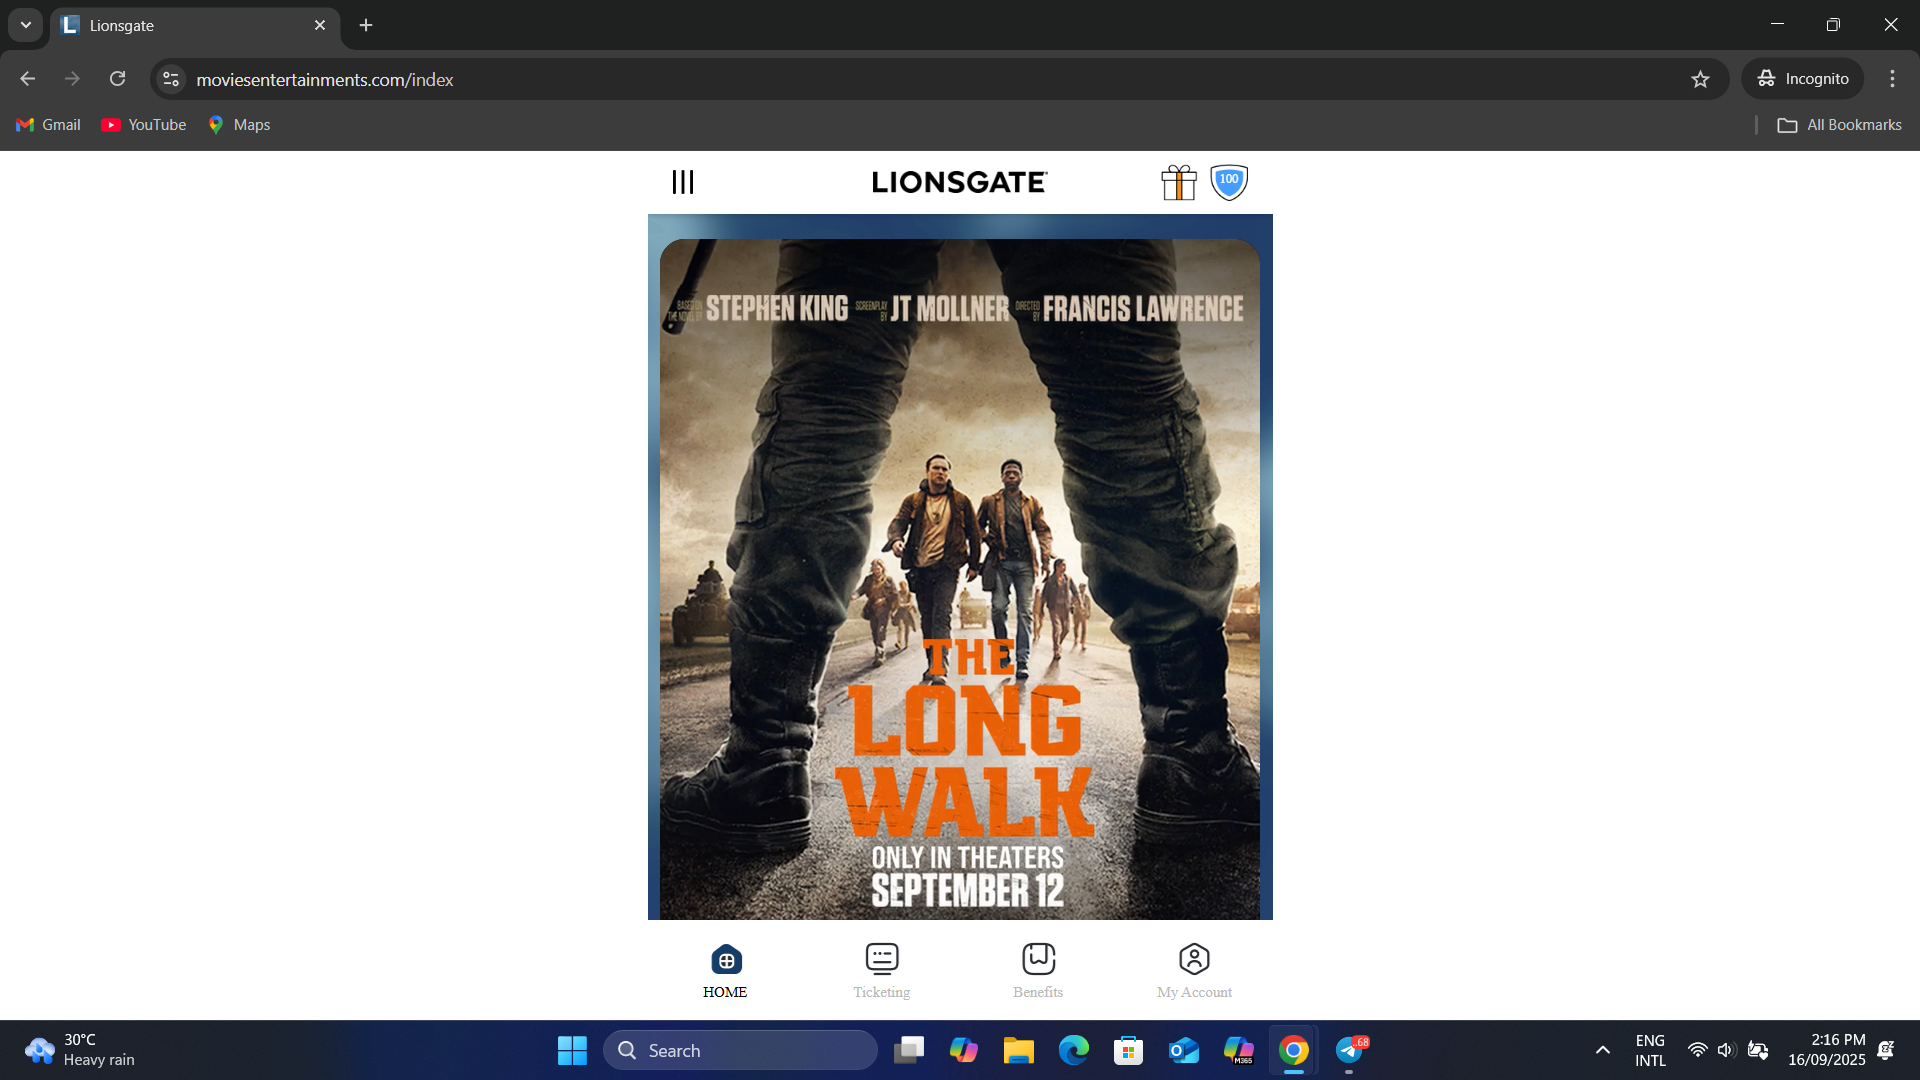 Lionsgate
moviesentertainments.com/index
Incognito
Gmail
YouTube
Maps
All Bookmarks
LIONSGATE
100
BASED ON THE NOVEL BY STEPHEN KING SCREENPLAY BY JT MOLLNER DIRECTED BY FRANCIS LAWRENCE
THE
LONG
WALK
ONLY IN THEATERS
SEPTEMBER 12
HOME
Ticketing
Benefits
My Account
30°C
Heavy rain
Search
M365
.68
ENG
INTL
2:16 PM
16/09/2025